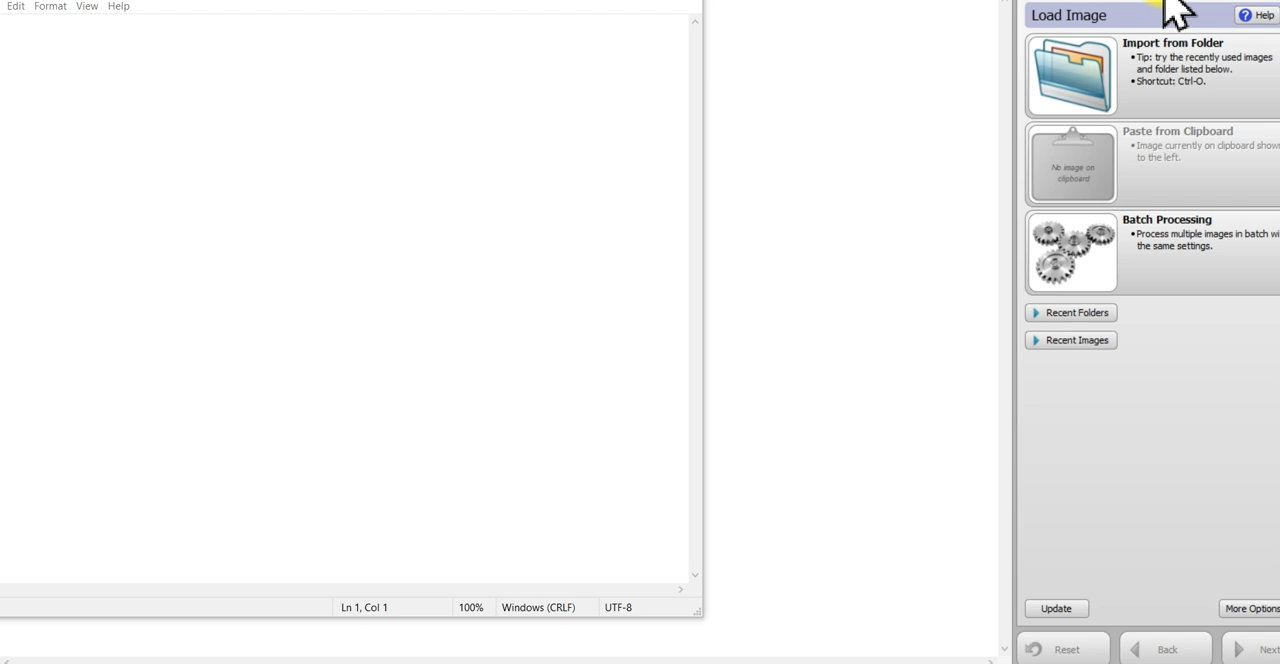 Edit Format View Help
Load Image
Help
Import from Folder
•Tip: try the recently used images
and folder listed below.
•Shortcut: Ctrl-O.
Paste from Clipboard
•Image currently on clipboard shown
to the left.
No image on
clipboard
Batch Processing
•Process multiple images in batch wi
the same settings.
Recent Folders
Recent Images
Ln 1, Col 1 100% Windows (CRLF) UTF-8
Update
More Options
Reset
Back
Next